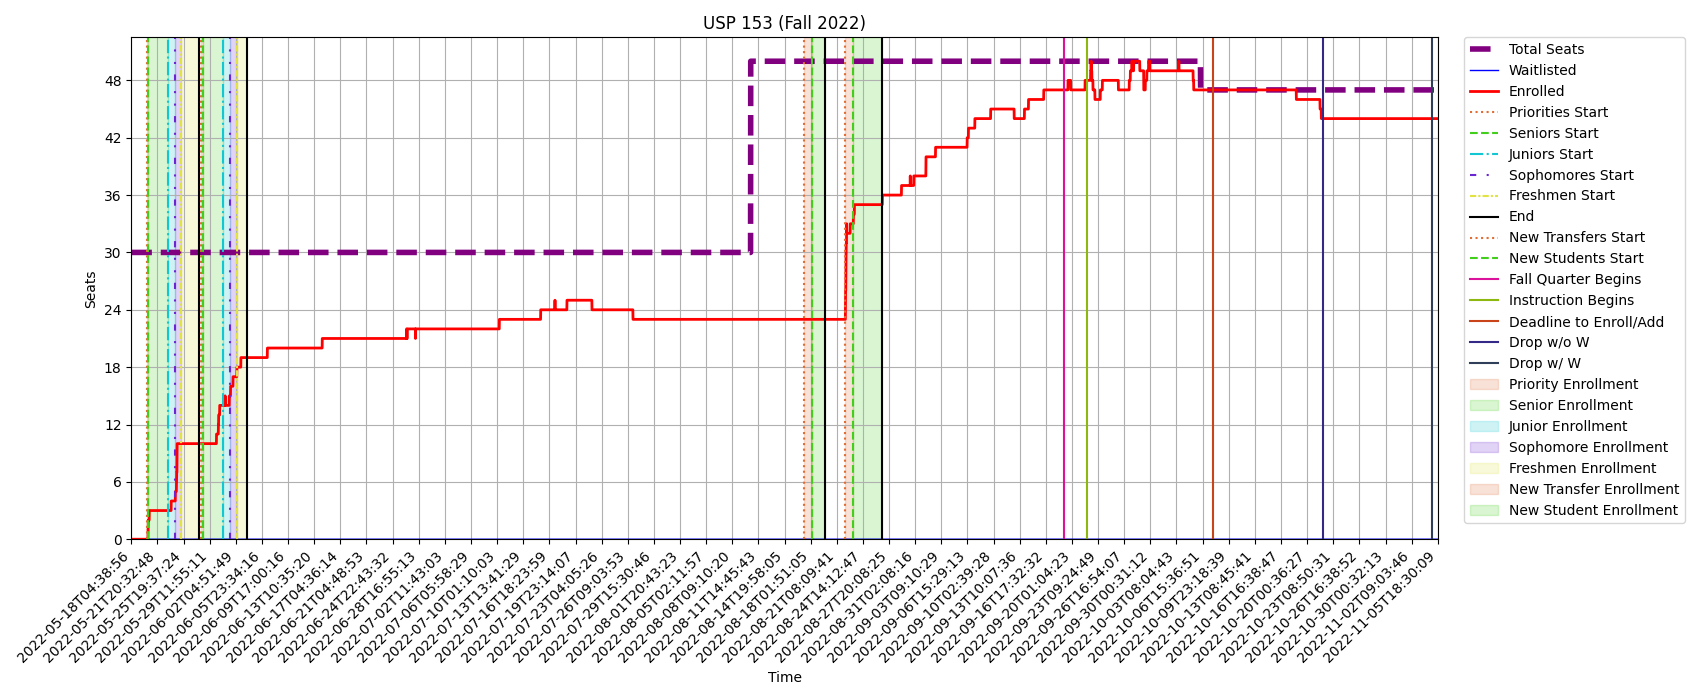 USP 153 (Fall 2022)
Seats
48
42
36
30
24
18
12
6
0
2022-05-18T04:38:56
2022-05-21T20:32:48
2022-05-25T19:37:24
2022-05-29T11:55:11
2022-06-02T04:51:49
2022-06-05T23:34:16
2022-06-09T17:00:16
2022-06-13T10:35:20
2022-06-17T04:36:14
2022-06-21T04:48:53
2022-06-24T22:43:32
2022-06-28T16:55:13
2022-07-02T11:43:03
2022-07-06T05:58:29
2022-07-10T01:10:03
2022-07-13T13:41:29
2022-07-16T18:23:59
2022-07-19T23:14:07
2022-07-23T04:05:26
2022-07-26T09:03:53
2022-07-29T15:30:46
2022-08-01T20:43:23
2022-08-05T02:11:57
2022-08-08T09:10:20
2022-08-11T14:45:43
2022-08-14T19:58:05
2022-08-18T01:51:05
2022-08-21T08:09:41
2022-08-24T14:12:47
2022-08-27T20:08:25
2022-08-31T02:08:16
2022-09-03T09:10:29
2022-09-06T15:29:13
2022-09-10T02:39:28
2022-09-13T10:07:36
2022-09-16T17:32:32
2022-09-20T01:04:23
2022-09-23T09:24:49
2022-09-26T16:54:07
2022-09-30T00:31:12
2022-10-03T08:04:43
2022-10-06T15:36:51
2022-10-09T23:18:39
2022-10-13T08:45:41
2022-10-16T16:38:47
2022-10-20T00:36:27
2022-10-23T08:50:31
2022-10-26T16:38:52
2022-10-30T00:32:13
2022-11-02T09:03:46
2022-11-05T18:30:09
Time
Total Seats
Waitlisted
Enrolled
Priorities Start
Seniors Start
Juniors Start
Sophomores Start
Freshmen Start
End
New Transfers Start
New Students Start
Fall Quarter Begins
Instruction Begins
Deadline to Enroll/Add
Drop w/o W
Drop w/ W
Priority Enrollment
Senior Enrollment
Junior Enrollment
Sophomore Enrollment
Freshmen Enrollment
New Transfer Enrollment
New Student Enrollment